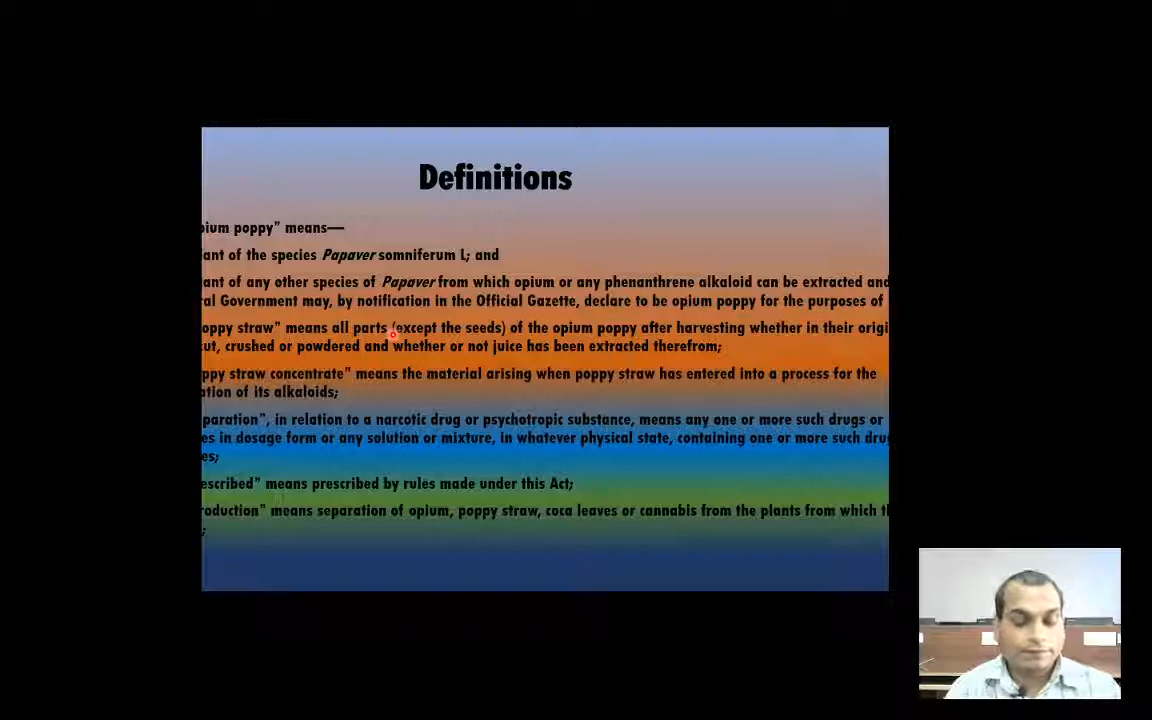 Definitions
pium poppy" means—
ant of the species Papaver somniferum L; and
ant of any other species of Papaver from which opium or any phenanthrene alkaloid can be extracted and
al Government may, by notification in the Official Gazette, declare to be opium poppy for the purposes of
oppy straw" means all parts (except the seeds) of the opium poppy after harvesting whether in their origi
cut, crushed or powdered and whether or not juice has been extracted therefrom;
ppy straw concentrate" means the material arising when poppy straw has entered into a process for the
ation of its alkaloids;
paration", in relation to a narcotic drug or psychotropic substance, means any one or more such drugs or
es in dosage form or any solution or mixture, in whatever physical state, containing one or more such dru
es;
escribed" means prescribed by rules made under this Act;
roduction" means separation of opium, poppy straw, coca leaves or cannabis from the plants from which th
;